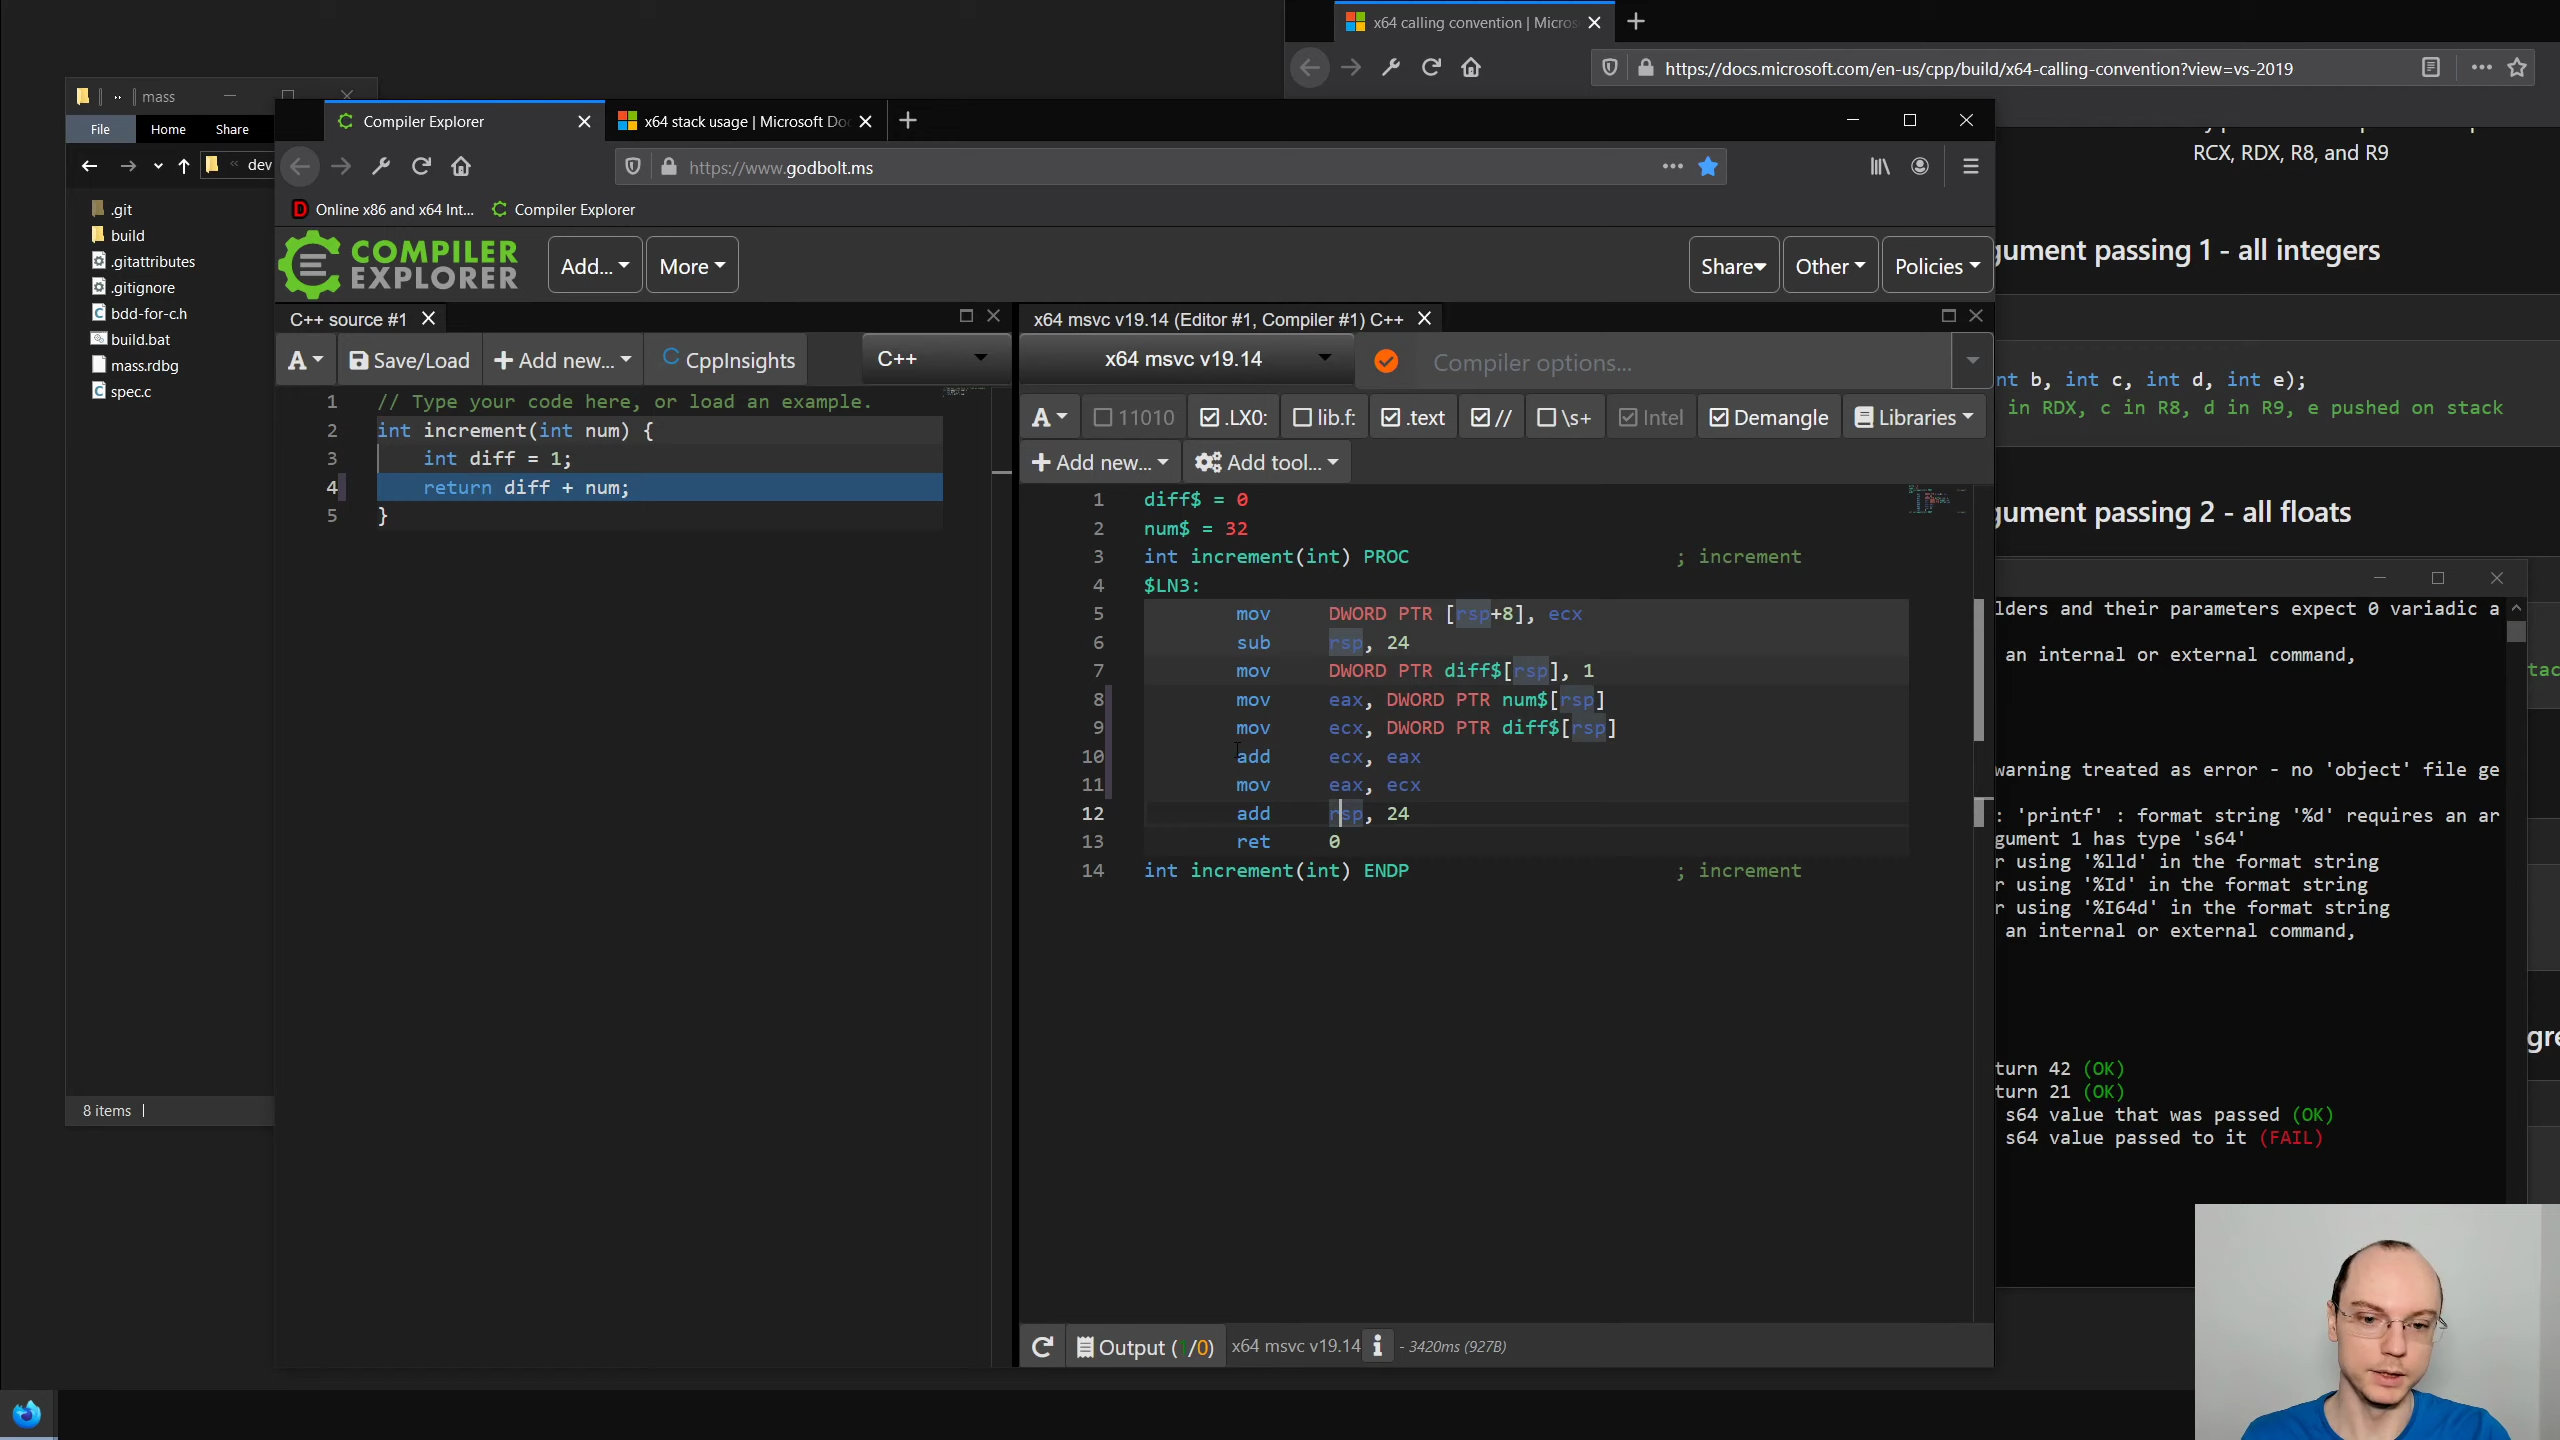 x64 calling convention | Micros
https://docs.microsoft.com/en-us/cpp/build/x64-calling-convention?view=vs-2019
mass
File
Home
Share
dev
.git
build
.gitattributes
.gitignore
bdd-for-c.h
build.bat
mass.rdbg
spec.c
8 items
Compiler Explorer
x64 stack usage | Microsoft Do
https://www.godbolt.ms
Online x86 and x64 Int...
Compiler Explorer
COMPILER
EXPLORER
Add...
More
Share
Other
Policies
C++ source #1
A
Save/Load
Add new...
CppInsights
C++
1 // Type your code here, or load an example.
2 int increment(int num) {
3 int diff = 1;
4 return diff + num;
5 }
x64 msvc v19.14 (Editor #1, Compiler #1) C++
x64 msvc v19.14
Compiler options...
A
11010
.LX0:
lib.f:
.text
//
\s+
Intel
Demangle
Libraries
Add new...
Add tool...
1 diff$ = 0
2 num$ = 32
3 int increment(int) PROC ; increment
4 $LN3:
5 mov DWORD PTR [rsp+8], ecx
6 sub rsp, 24
7 mov DWORD PTR diff$[rsp], 1
8 mov eax, DWORD PTR num$[rsp]
9 mov ecx, DWORD PTR diff$[rsp]
10 add ecx, eax
11 mov eax, ecx
12 add rsp, 24
13 ret 0
14 int increment(int) ENDP ; increment
Output (1/0)
x64 msvc v19.14
- 3420ms (927B)
RCX, RDX, R8, and R9
gument passing 1 - all integers
nt b, int c, int d, int e);
in RDX, c in R8, d in R9, e pushed on stack
gument passing 2 - all floats
lders and their parameters expect 0 variadic a
an internal or external command,
tac
warning treated as error - no 'object' file ge
: 'printf' : format string '%d' requires an ar
gument 1 has type 's64'
r using '%lld' in the format string
r using '%Id' in the format string
r using '%I64d' in the format string
an internal or external command,
gre
turn 42 (OK)
turn 21 (OK)
s64 value that was passed (OK)
s64 value passed to it (FAIL)